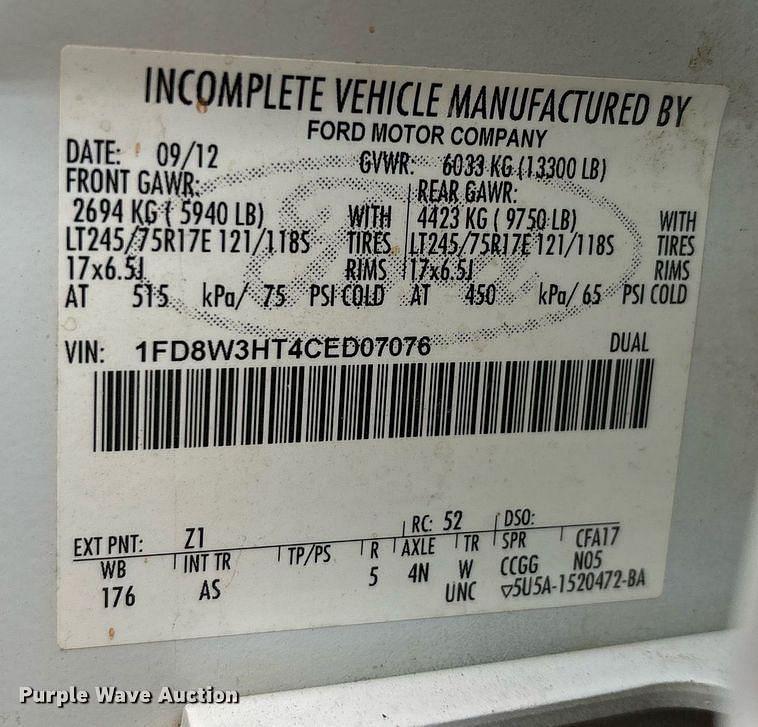 INCOMPLETE VEHICLE MANUFACTURED BY
FORD MOTOR COMPANY
DATE: 09/12 GVWR: 6033 KG (13300 LB)
FRONT GAWR: REAR GAWR:
2694 KG ( 5940 LB) WITH 4423 KG ( 9750 LB) WITH
LT245/75R17E 121/118S TIRES LT245/75R17E 121/118S TIRES
17x6.5J RIMS 17x6.5J RIMS
AT 515 kPa/ 75 PSI COLD AT 450 kPa/ 65 PSI COLD
VIN: 1FD8W3HT4CED07076 DUAL
EXT PNT: Z1 RC: 52 DSO:
WB INT TR TP/PS R AXLE TR SPR CFA17
176 AS 5 4N W CCGG N05
UNC ▽5U5A-1520472-BA
Purple Wave Auction